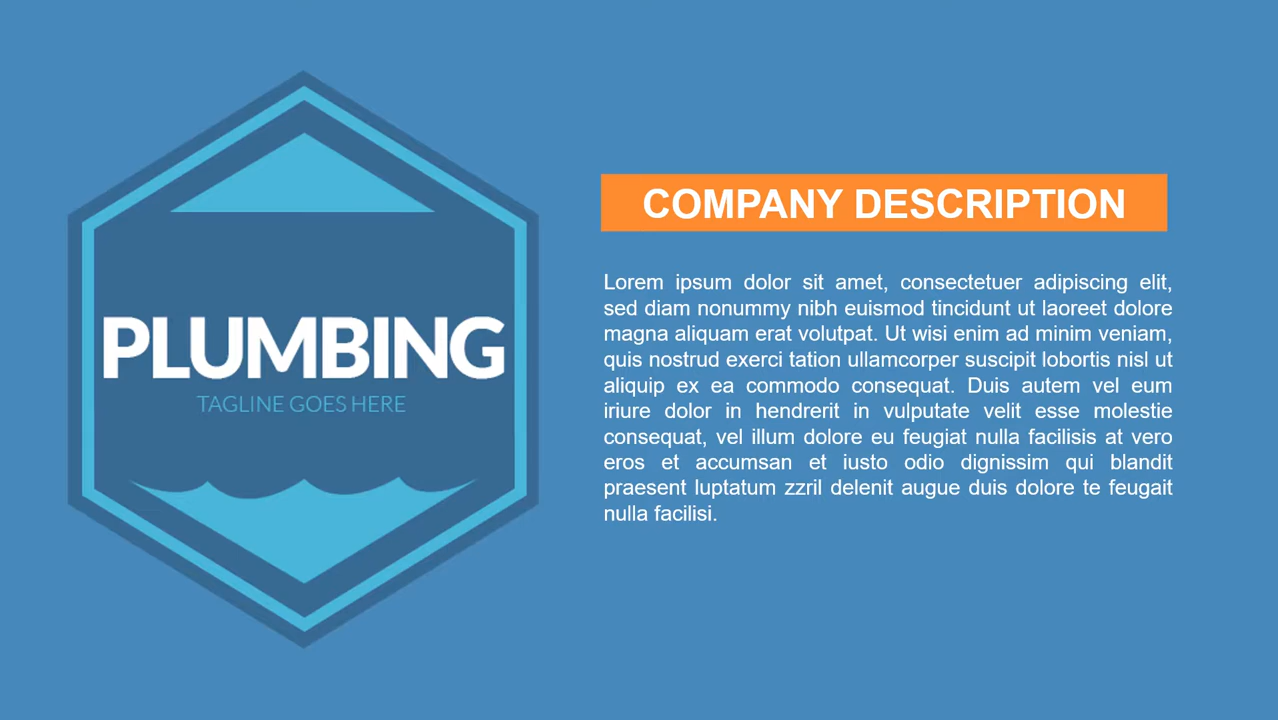 PLUMBING
TAGLINE GOES HERE
COMPANY DESCRIPTION
Lorem ipsum dolor sit amet, consectetuer adipiscing elit,
sed diam nonummy nibh euismod tincidunt ut laoreet dolore
magna aliquam erat volutpat. Ut wisi enim ad minim veniam,
quis nostrud exerci tation ullamcorper suscipit lobortis nisl ut
aliquip ex ea commodo consequat. Duis autem vel eum
iriure dolor in hendrerit in vulputate velit esse molestie
consequat, vel illum dolore eu feugiat nulla facilisis at vero
eros et accumsan et iusto odio dignissim qui blandit
praesent luptatum zzril delenit augue duis dolore te feugait
nulla facilisi.